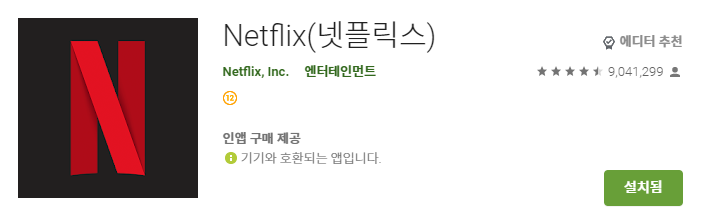 Netflix(넷플릭스)
에디터 추천
Netflix, Inc. 엔터테인먼트
9,041,299
12
인앱 구매 제공
기기와 호환되는 앱입니다.
설치됨